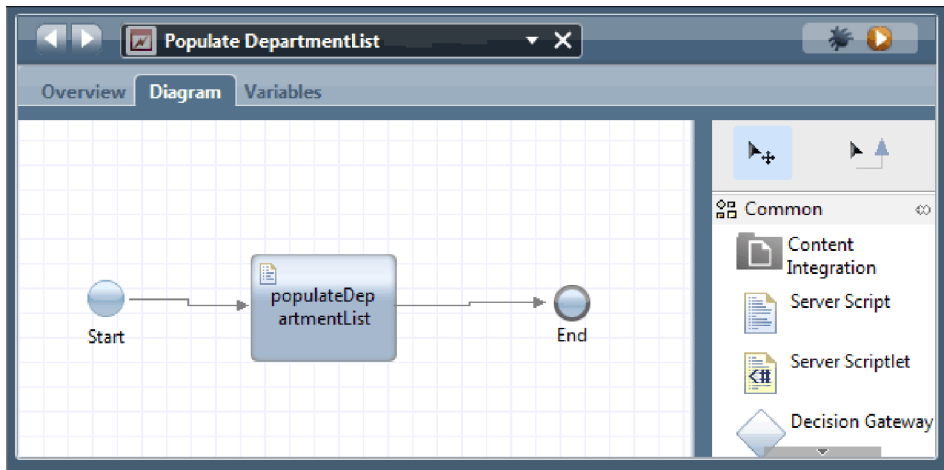 Populate DepartmentList
Overview Diagram Variables
Common
Content
Integration
Server Script
<#
Server Scriptlet
Decision Gateway
populateDep
artmentList
Start
End